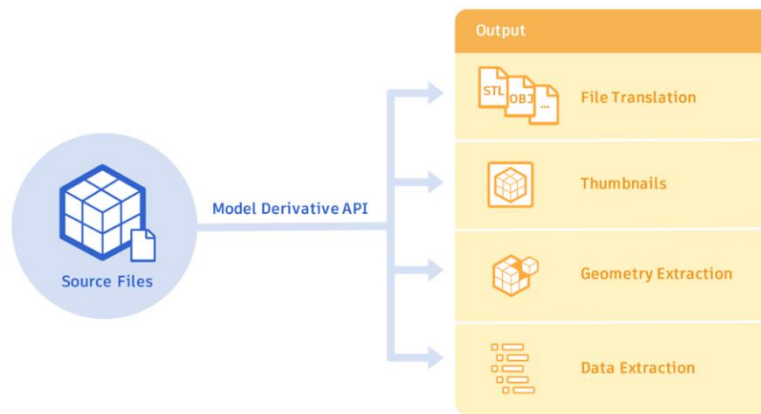 Output
STL
OBJ
...
File Translation
Thumbnails
Model Derivative API
Source Files
Geometry Extraction
Data Extraction